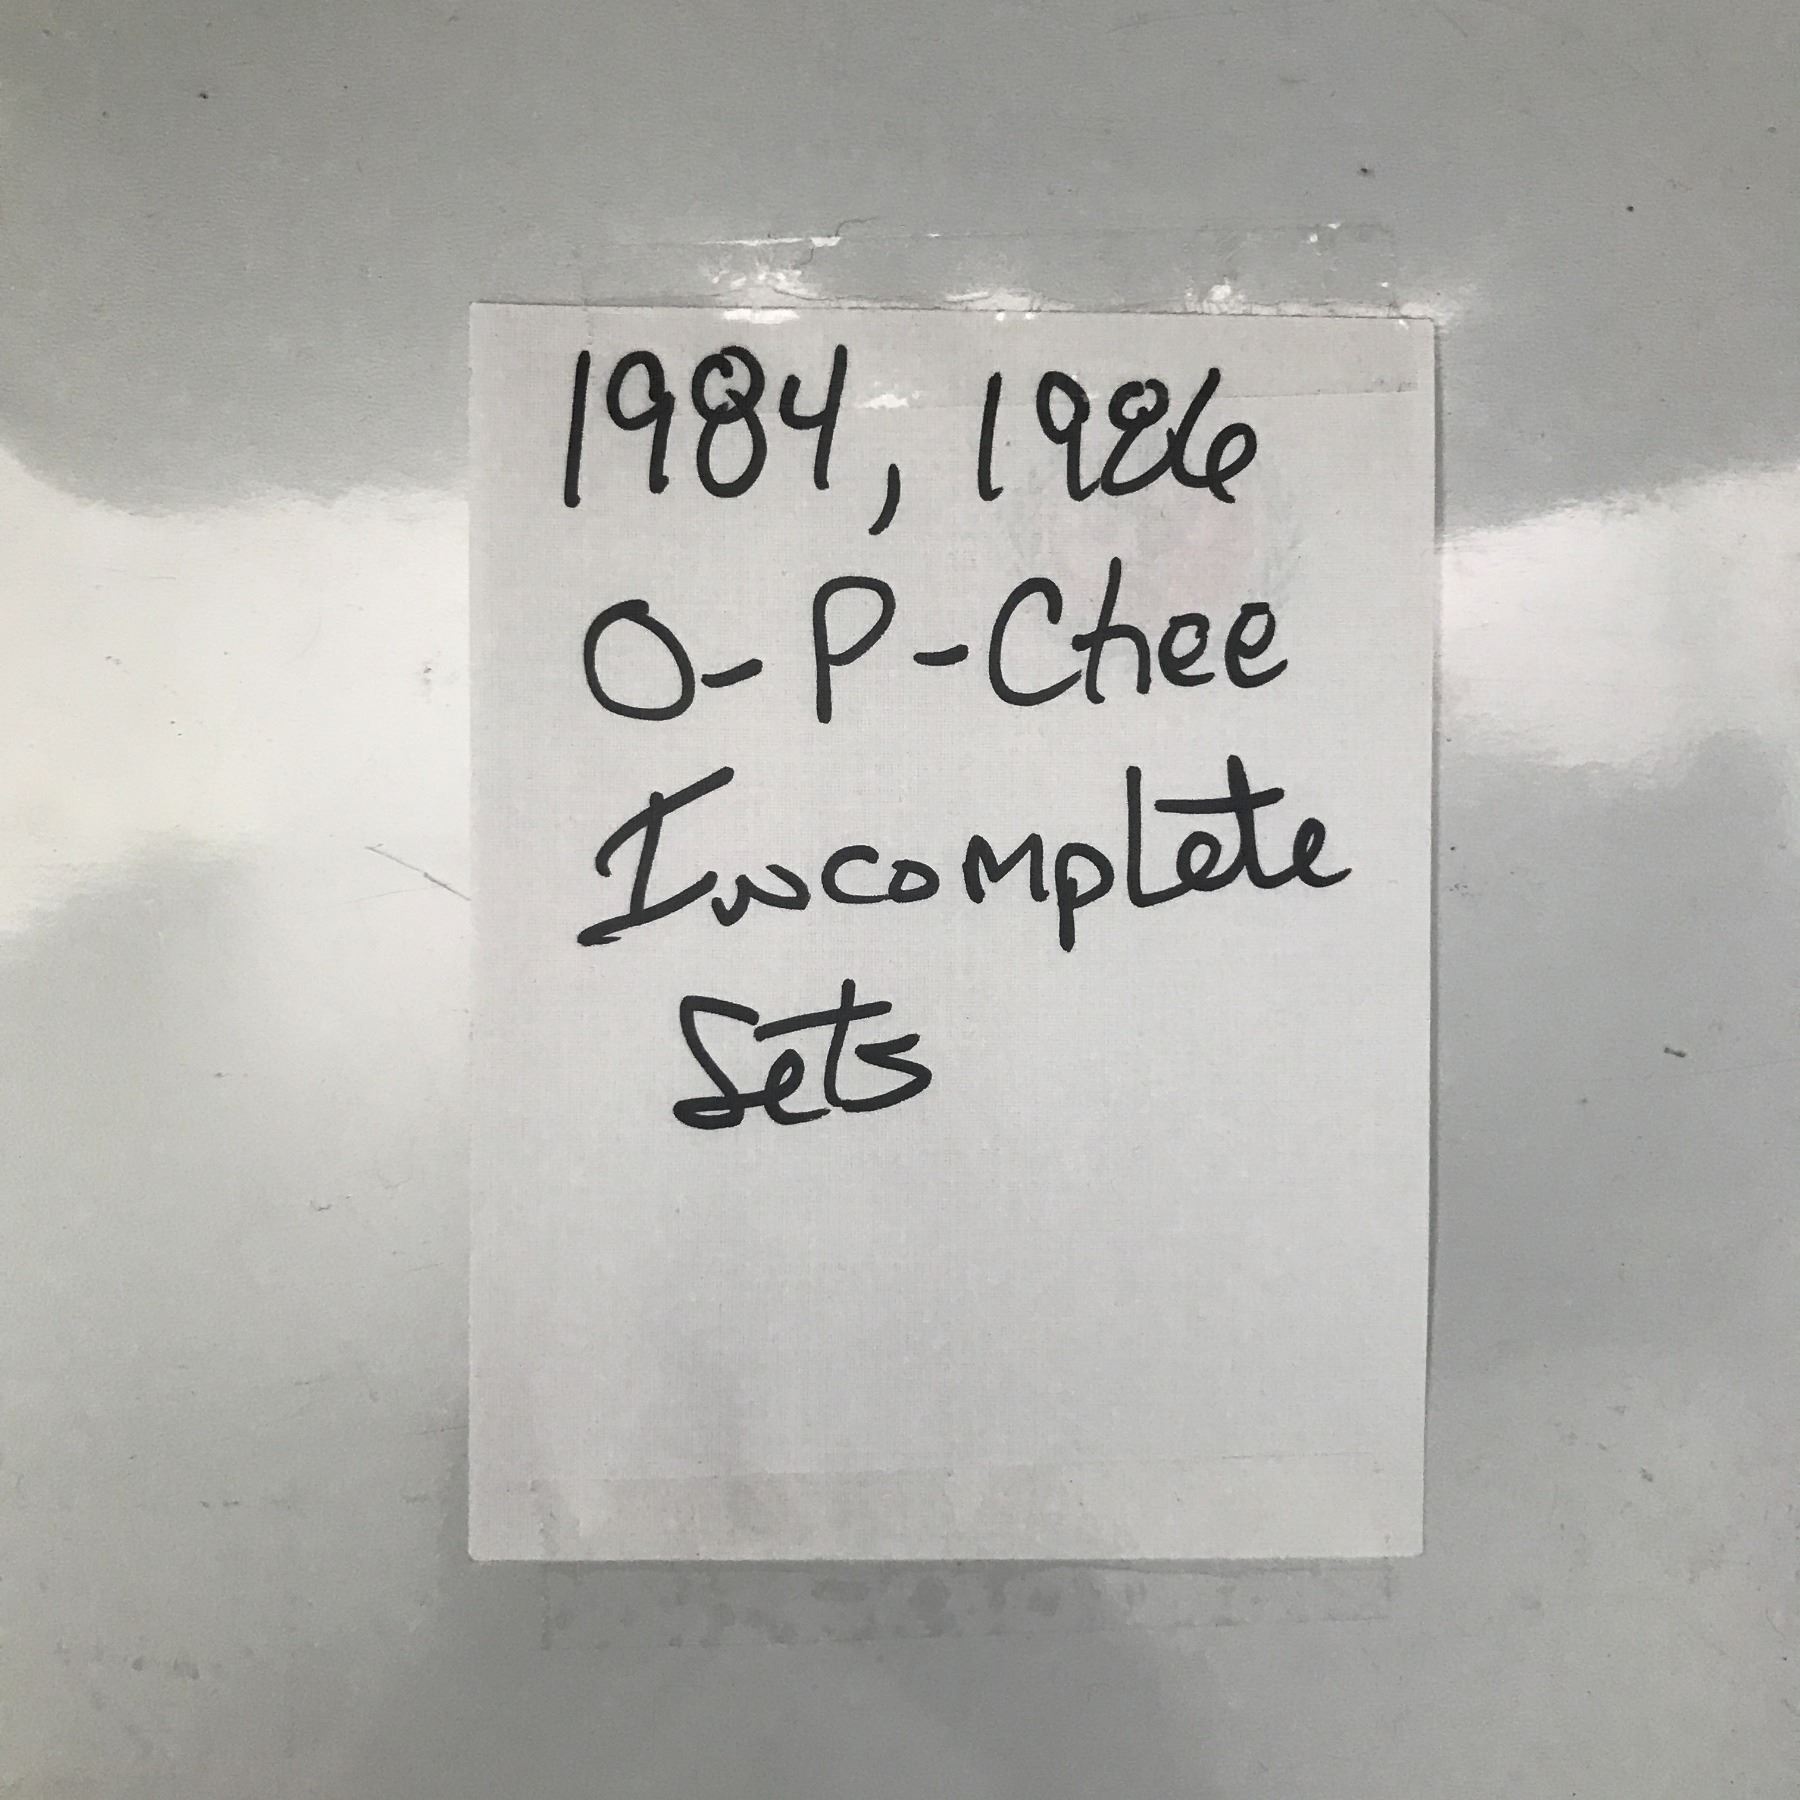 1984, 1986
O-P-Chee
Incomplete
Sets